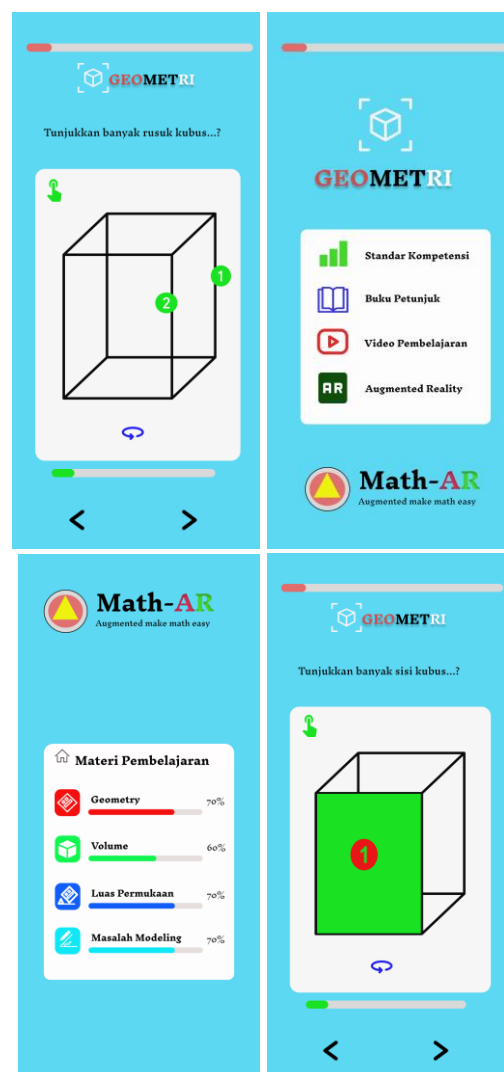 GEOMETRI
Tunjukkan banyak rusuk kubus...?
1
2
GEOMETRI
Standar Kompetensi
Buku Petunjuk
Video Pembelajaran
AR Augmented Reality
Math-AR
Augmented make math easy
Math-AR
Augmented make math easy
Materi Pembelajaran
Geometry 70%
Volume 60%
Luas Permukaan 70%
Masalah Modeling 70%
GEOMETRI
Tunjukkan banyak sisi kubus...?
1